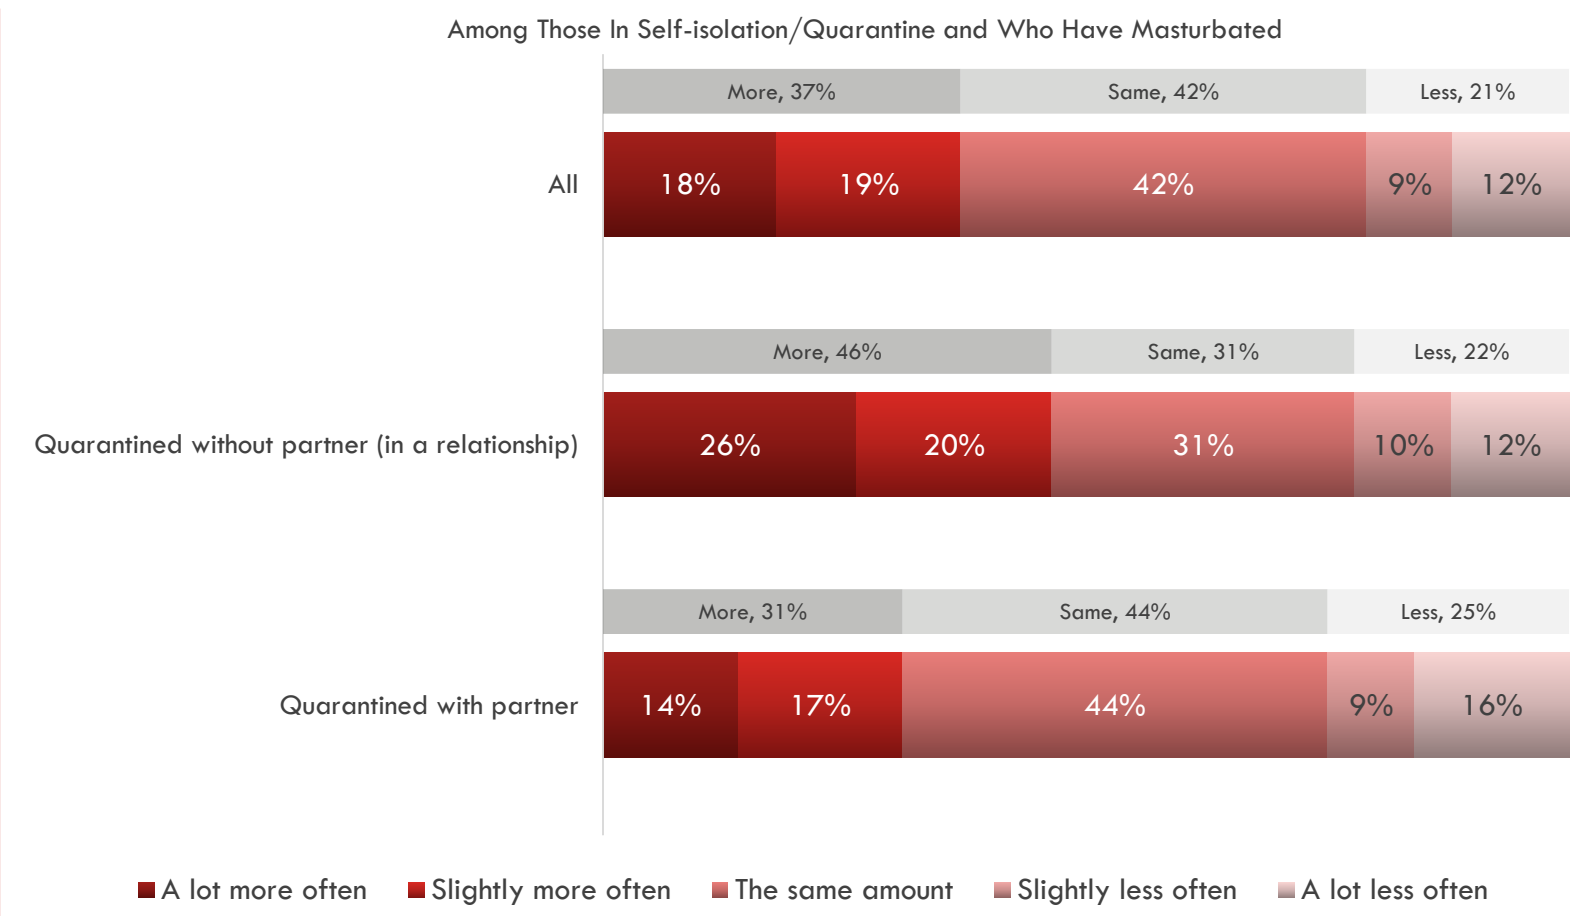 Among Those In Self-isolation/Quarantine and Who Have Masturbated
More, 37% Same, 42% Less, 21%
All 18% 19% 42% 9% 12%
More, 46% Same, 31% Less, 22%
Quarantined without partner (in a relationship) 26% 20% 31% 10% 12%
More, 31% Same, 44% Less, 25%
Quarantined with partner 14% 17% 44% 9% 16%
A lot more often Slightly more often The same amount Slightly less often A lot less often